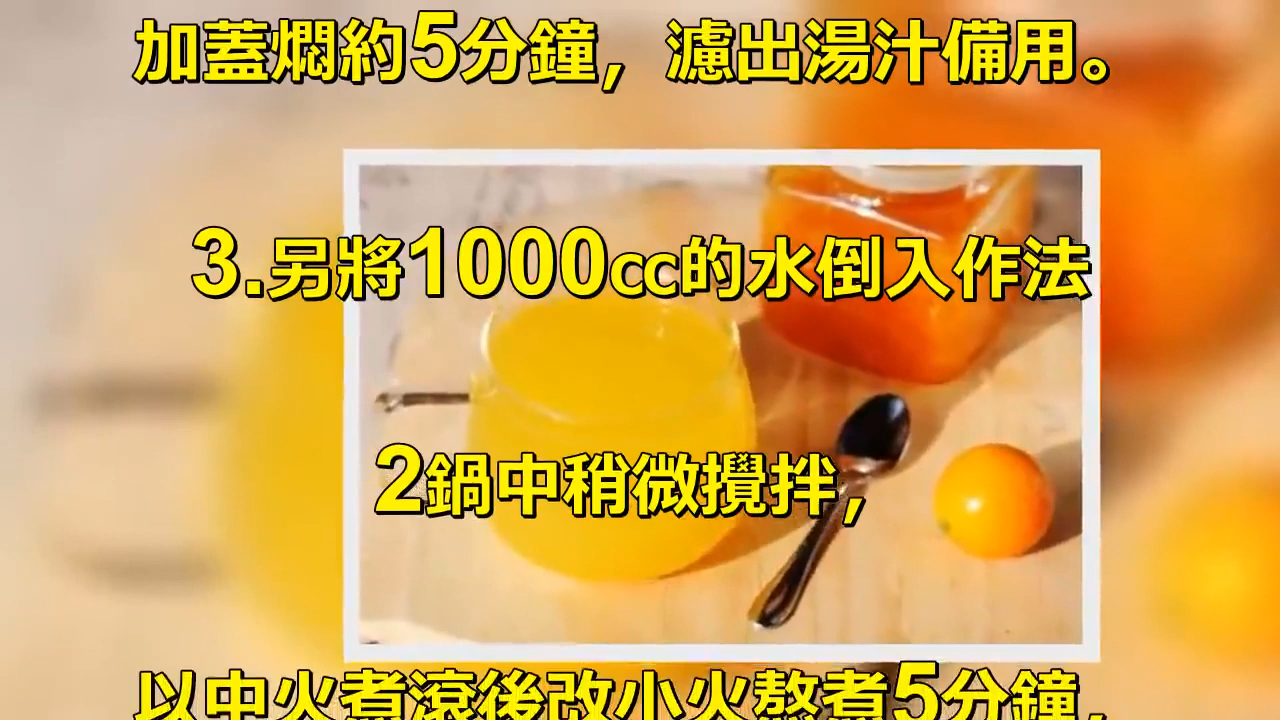 加蓋燜約5分鐘，濾出湯汁備用。
3.另將1000cc的水倒入作法
2鍋中稍微攪拌，
以中火煮滾後改小火熬煮5分鐘，